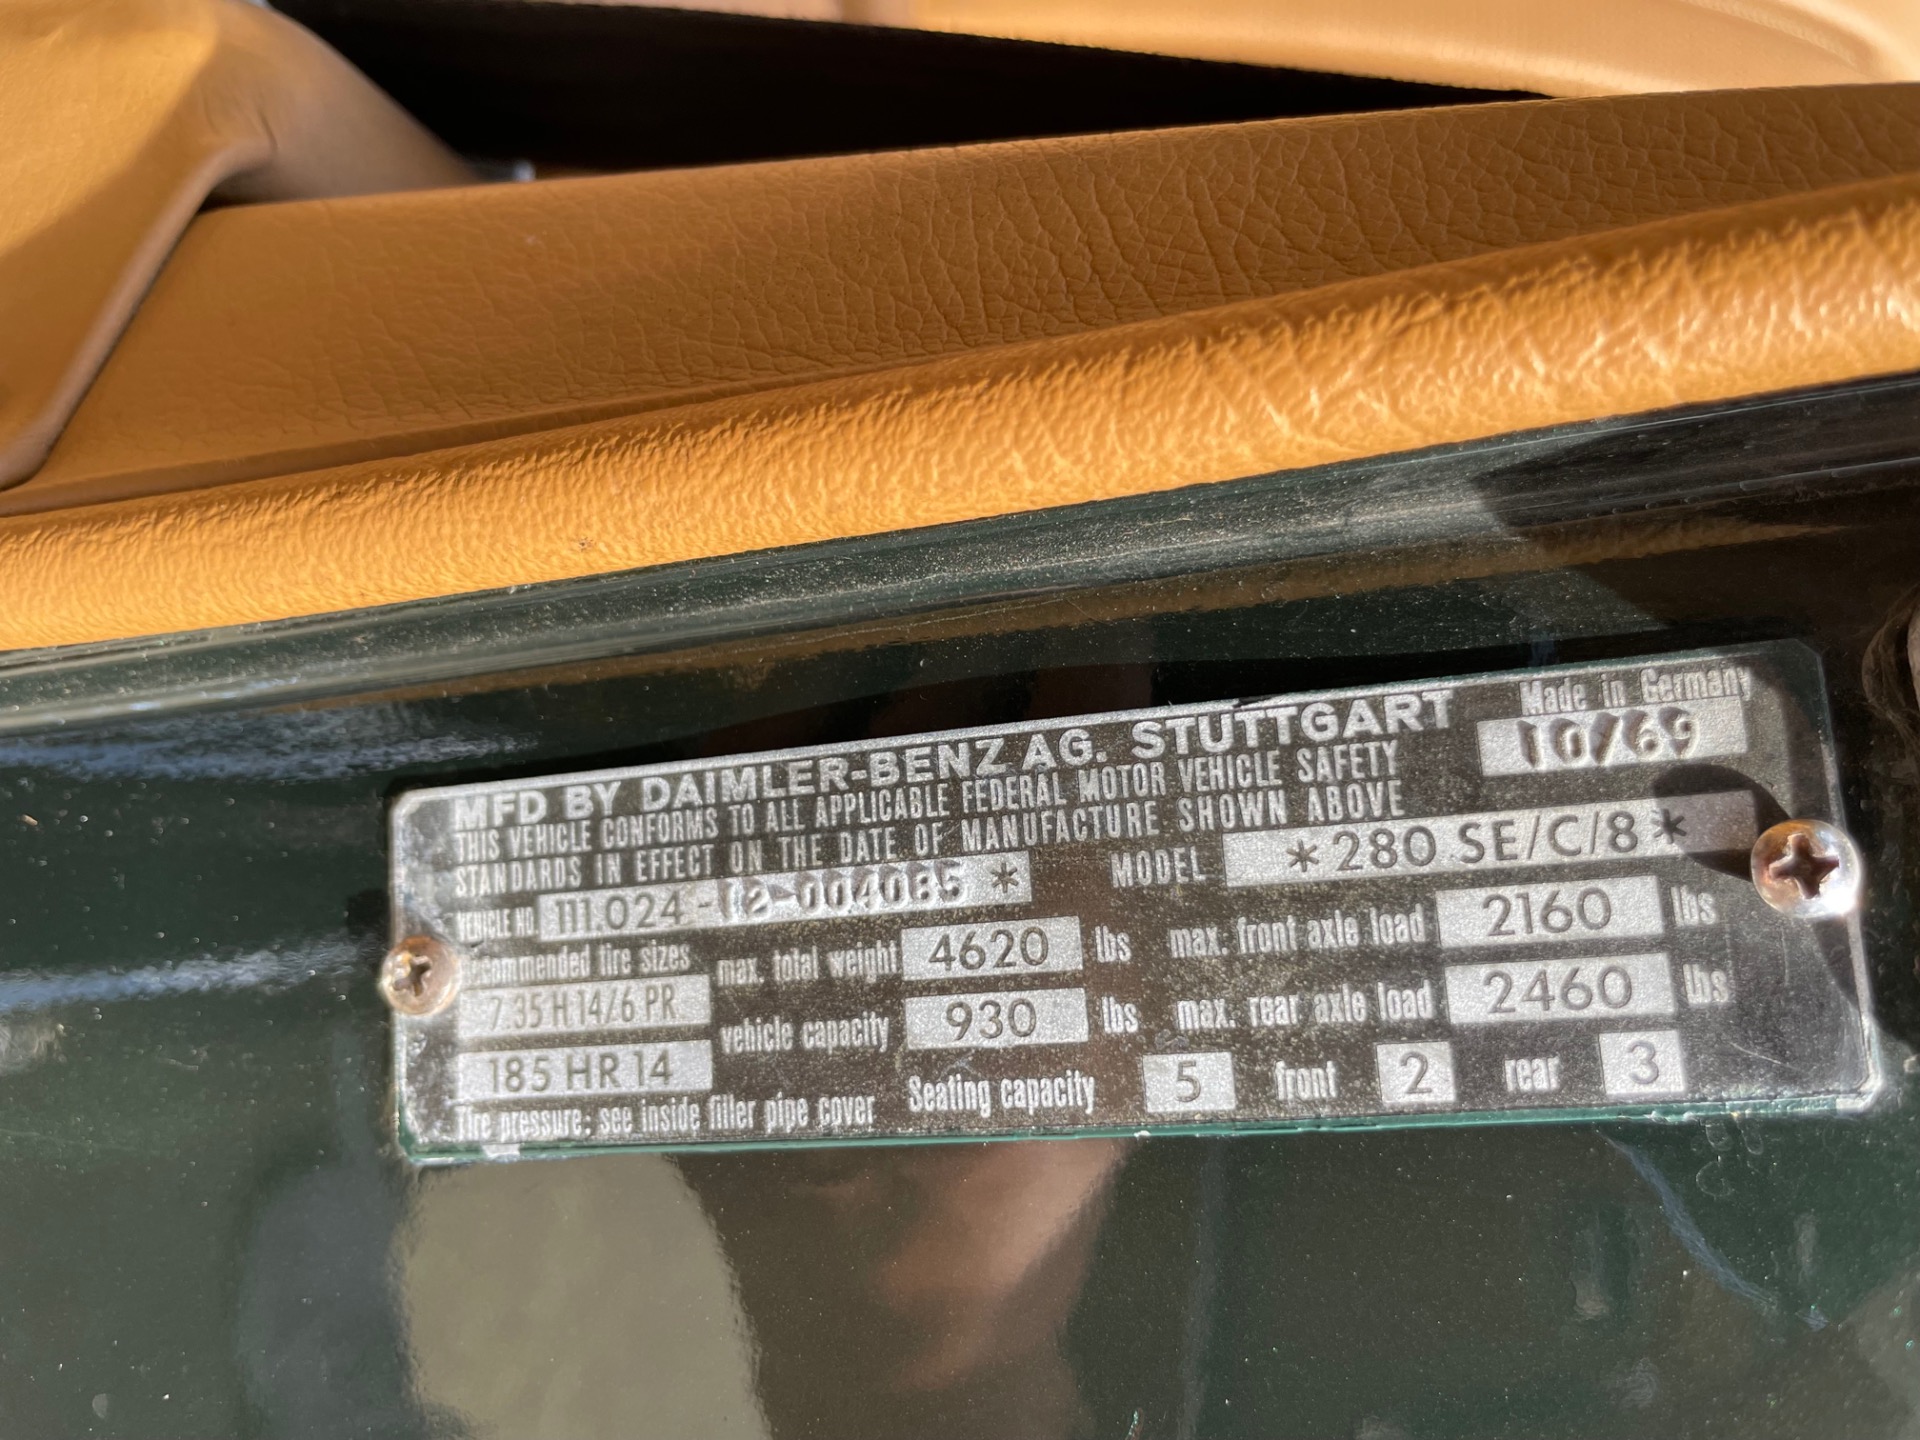 MFD BY DAIMLER-BENZ AG. STUTTGART
Made in Germany
10/69
THIS VEHICLE CONFORMS TO ALL APPLICABLE FEDERAL MOTOR VEHICLE SAFETY
STANDARDS IN EFFECT ON THE DATE OF MANUFACTURE SHOWN ABOVE
VEHICLE NO. 111.024-12-004085 *
MODEL *280 SE/C/8*
recommended tire sizes
7.35 H 14/6 PR
185 HR 14
max. total weight 4620 lbs
max. front axle load 2160 lbs
vehicle capacity 930 lbs
max. rear axle load 2460 lbs
Tire pressure: see inside filler pipe cover
Seating capacity 5 front 2 rear 3